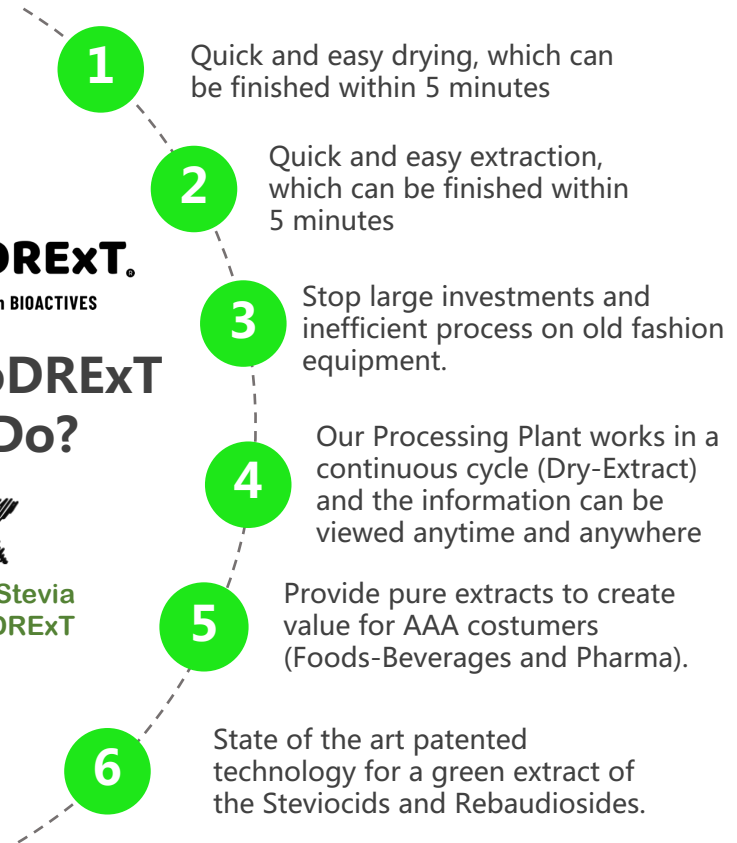 1
Quick and easy drying, which can
be finished within 5 minutes
2
Quick and easy extraction,
which can be finished within
5 minutes
DRExT®
BIOACTIVES
3
Stop large investments and
inefficient process on old fashion
equipment.
DRExT
Do?
4
Our Processing Plant works in a
continuous cycle (Dry-Extract)
and the information can be
viewed anytime and anywhere
Stevia
DRExT
5
Provide pure extracts to create
value for AAA costumers
(Foods-Beverages and Pharma).
6
State of the art patented
technology for a green extract of
the Steviocids and Rebaudiosides.